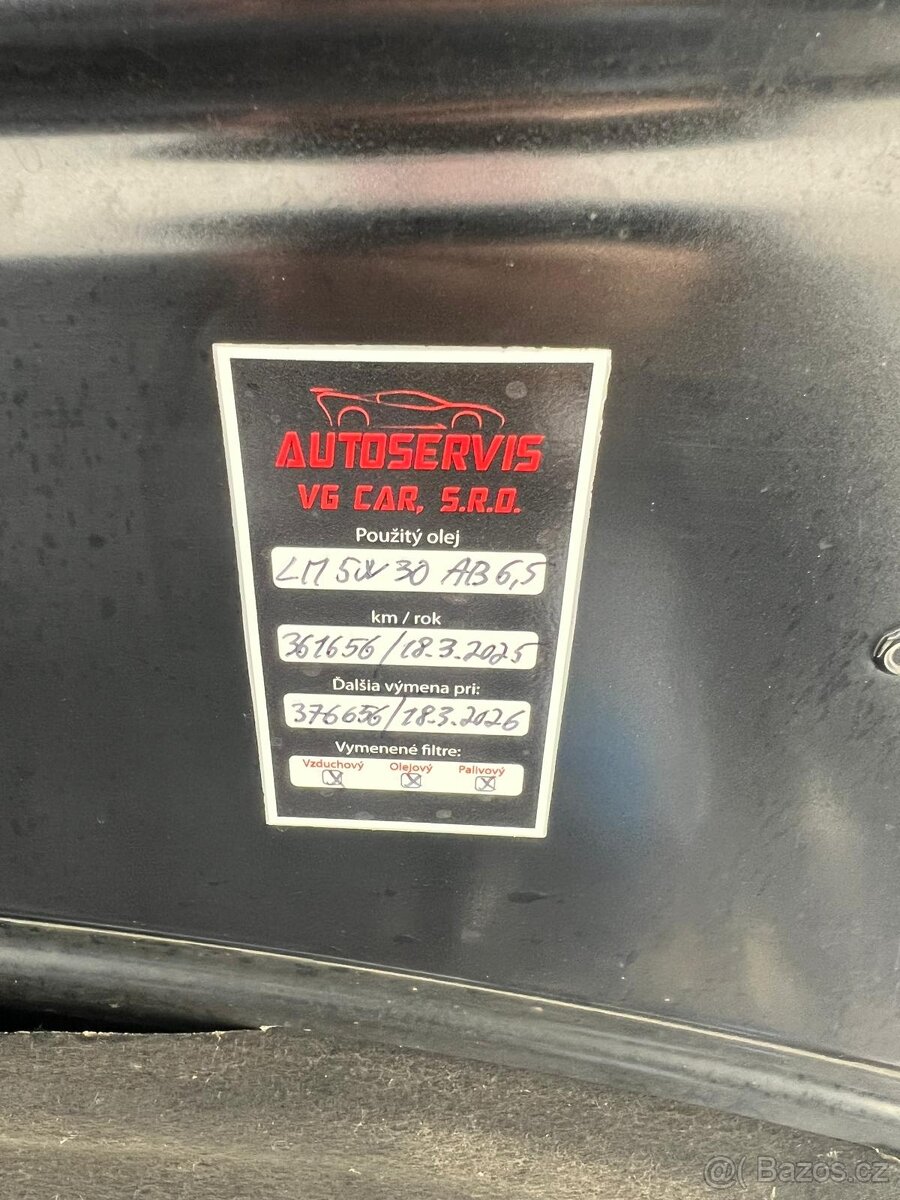 AUTOSERVIS
VG CAR, S.R.O.
Použitý olej
LM 5W30 AB 6,5
km / rok
361656/18.3.2025
Ďalšia výmena pri:
376656/18.3.2026
Vymenené filtre:
Vzduchový Olejový Palivový
@ Bazos.cz